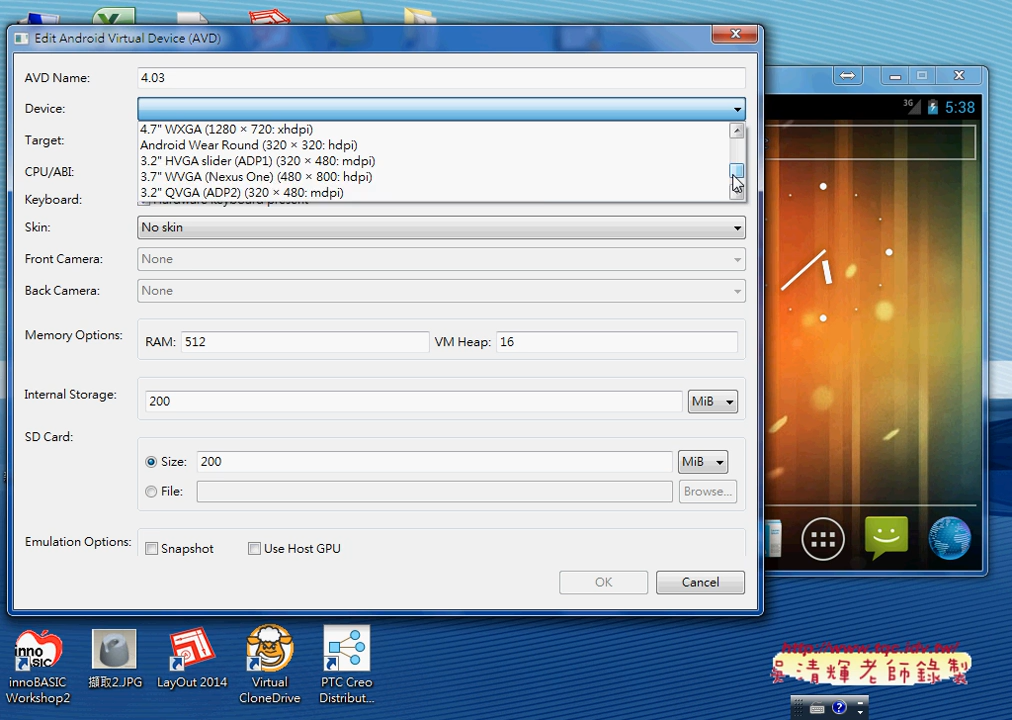 Edit Android Virtual Device (AVD)
AVD Name:
4.03
Device:
4.7" WXGA (1280 × 720: xhdpi)
Android Wear Round (320 × 320: hdpi)
3.2" HVGA slider (ADP1) (320 × 480: mdpi)
3.7" WVGA (Nexus One) (480 × 800: hdpi)
3.2" QVGA (ADP2) (320 × 480: mdpi)
Target:
CPU/ABI:
Keyboard:
Hardware keyboard present
Skin:
No skin
Front Camera:
None
Back Camera:
None
Memory Options:
RAM: 512
VM Heap: 16
Internal Storage:
200
MiB
SD Card:
Size: 200
MiB
File:
Browse...
Emulation Options:
Snapshot
Use Host GPU
OK
Cancel
3G
5:38
innoBASIC
Workshop2
擷取2.JPG
LayOut 2014
Virtual
CloneDrive
PTC Creo
Distribut...
吳清輝老師錄製